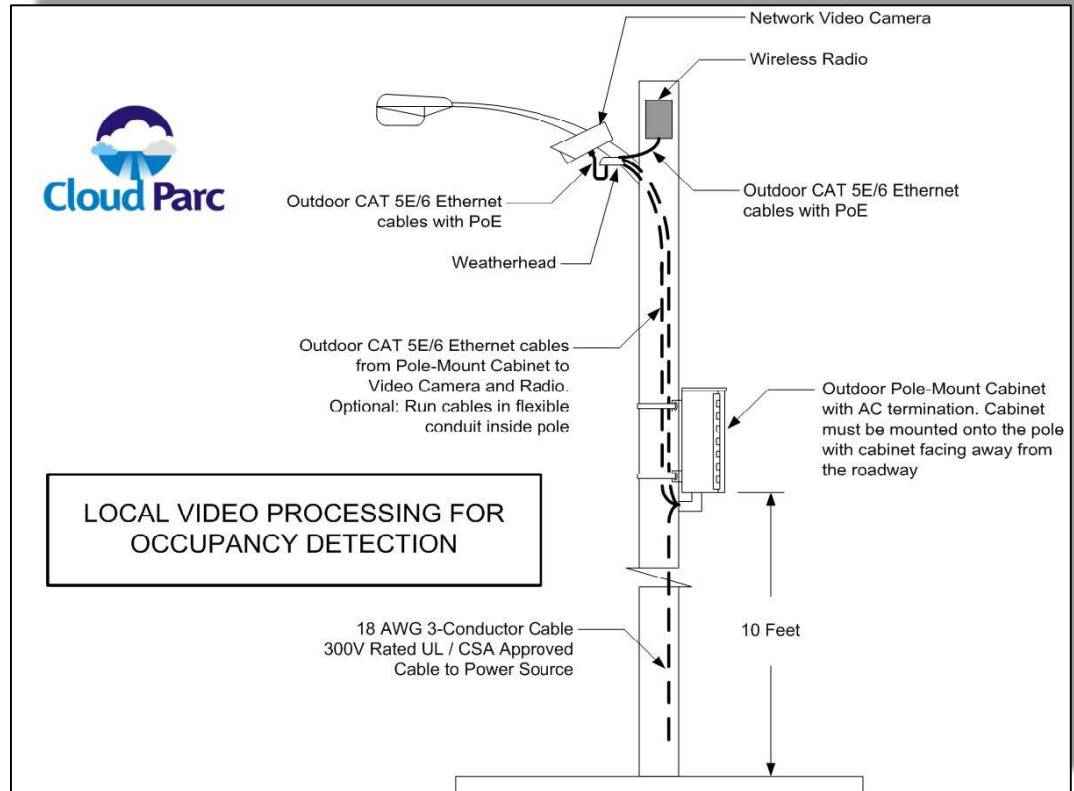 Network Video Camera
Wireless Radio
Cloud Parc
Outdoor CAT 5E/6 Ethernet
cables with PoE
Outdoor CAT 5E/6 Ethernet
cables with PoE
Weatherhead
Outdoor CAT 5E/6 Ethernet cables
from Pole-Mount Cabinet to
Video Camera and Radio.
Optional: Run cables in flexible
conduit inside pole
Outdoor Pole-Mount Cabinet
with AC termination. Cabinet
must be mounted onto the pole
with cabinet facing away from
the roadway
LOCAL VIDEO PROCESSING FOR
OCCUPANCY DETECTION
18 AWG 3-Conductor Cable
300V Rated UL / CSA Approved
Cable to Power Source
10 Feet